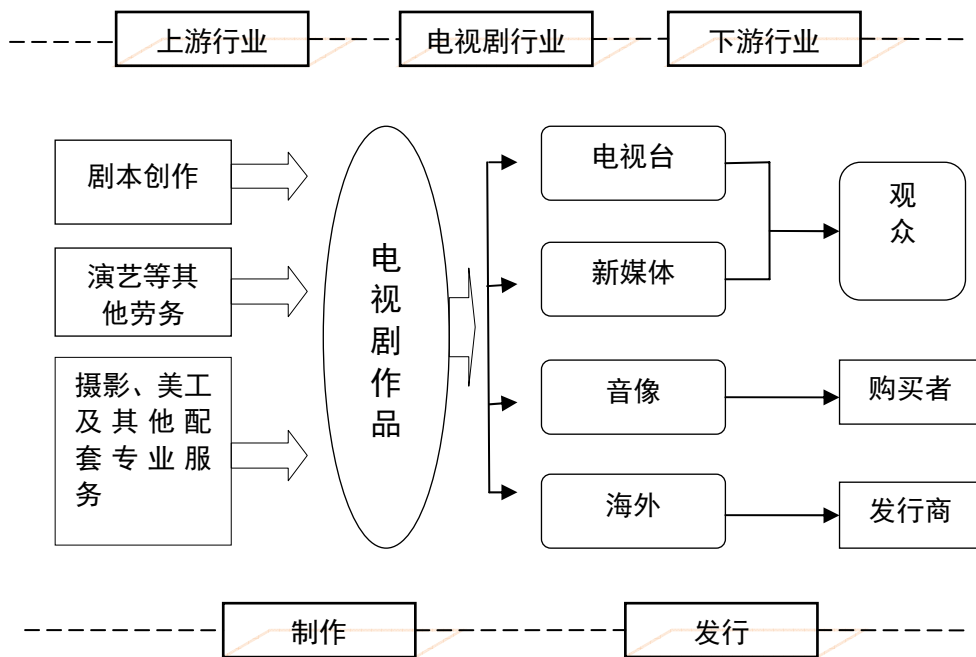 上游行业
电视剧行业
下游行业
剧本创作
演艺等其
他劳务
摄影、美工
及其他配
套专业服
务
电
视
剧
作
品
电视台
新媒体
音像
海外
观
众
购买者
发行商
制作
发行